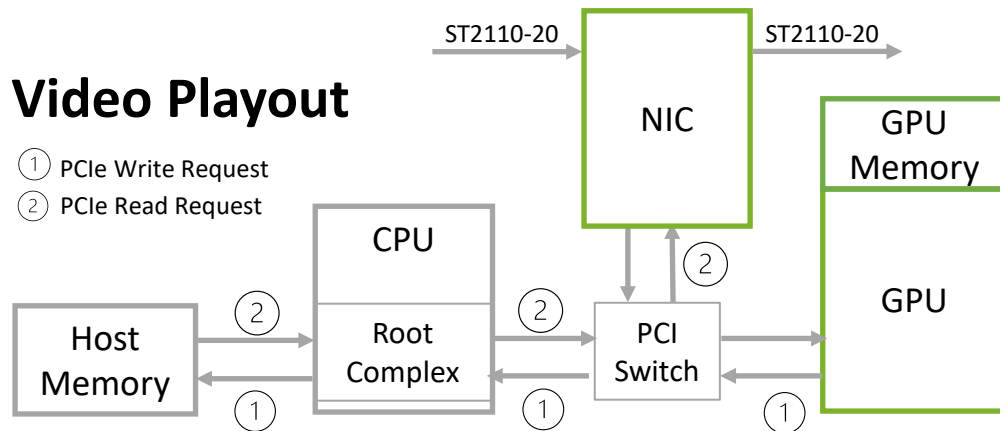 ST2110-20
ST2110-20
Video Playout
NIC
GPU
Memory
1 PCIe Write Request
2 PCIe Read Request
CPU
2
2
2
GPU
Host
Memory
Root
Complex
PCI
Switch
1
1
1